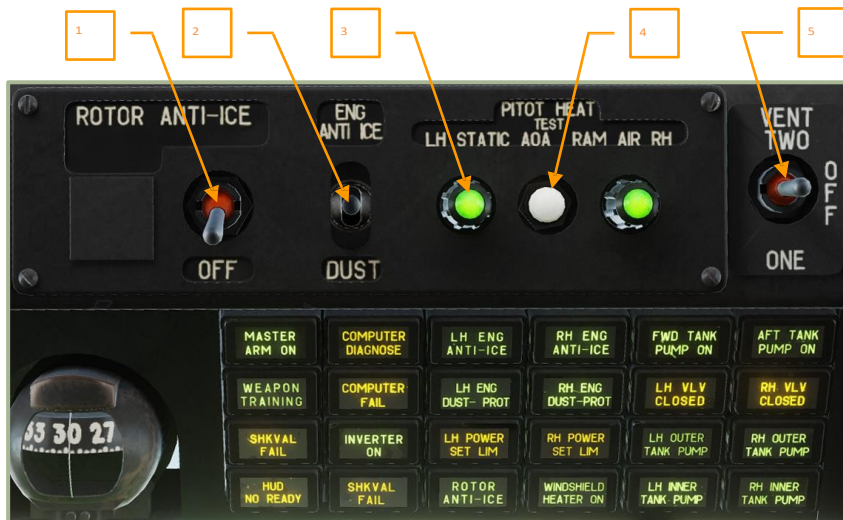 1 2 3 4 5
ROTOR ANTI-ICE
OFF
ENG
ANTI ICE
DUST
PITOT HEAT
TEST
LH STATIC AOA RAM AIR RH
VENT
TWO
OFF
ONE
MASTER
ARM ON
COMPUTER
DIAGNOSE
LH ENG
ANTI-ICE
RH ENG
ANTI-ICE
FWD TANK
PUMP ON
AFT TANK
PUMP ON
WEAPON
TRAINING
COMPUTER
FAIL
LH ENG
DUST-PROT
RH ENG
DUST-PROT
LH VLV
CLOSED
RH VLV
CLOSED
SHKVAL
FAIL
INVERTER
ON
LH POWER
SET LIM
RH POWER
SET LIM
LH OUTER
TANK PUMP
RH OUTER
TANK PUMP
HUD
NO READY
SHKVAL
FAIL
ROTOR
ANTI-ICE
WINDSHIELD
HEATER ON
LH INNER
TANK PUMP
RH INNER
TANK PUMP
33 30 27